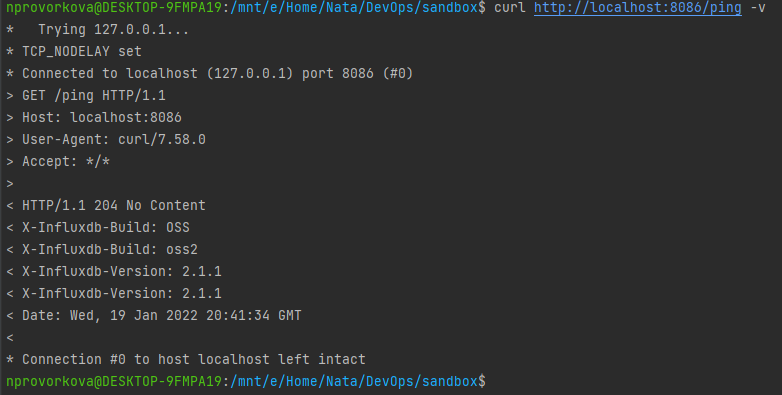 nprovorkova@DESKTOP-9FMPA19:/mnt/e/Home/Nata/DevOps/sandbox$ curl http://localhost:8086/ping -v
*   Trying 127.0.0.1...
* TCP_NODELAY set
* Connected to localhost (127.0.0.1) port 8086 (#0)
> GET /ping HTTP/1.1
> Host: localhost:8086
> User-Agent: curl/7.58.0
> Accept: */*
>
< HTTP/1.1 204 No Content
< X-Influxdb-Build: OSS
< X-Influxdb-Build: oss2
< X-Influxdb-Version: 2.1.1
< X-Influxdb-Version: 2.1.1
< Date: Wed, 19 Jan 2022 20:41:34 GMT
<
* Connection #0 to host localhost left intact
nprovorkova@DESKTOP-9FMPA19:/mnt/e/Home/Nata/DevOps/sandbox$